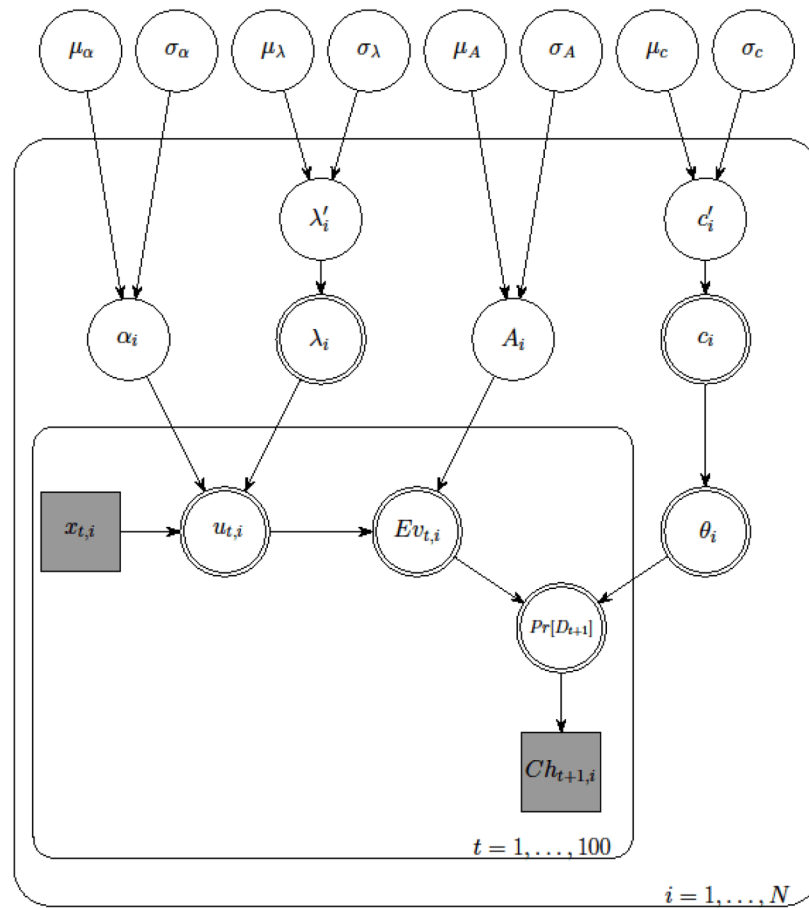 μ_α σ_α μ_λ σ_λ μ_A σ_A μ_c σ_c
λ′_i c′_i
α_i λ_i A_i c_i
x_{t,i} u_{t,i} Ev_{t,i} θ_i
Pr[D_{t+1}]
Ch_{t+1,i}
t = 1, . . . , 100
i = 1, . . . , N